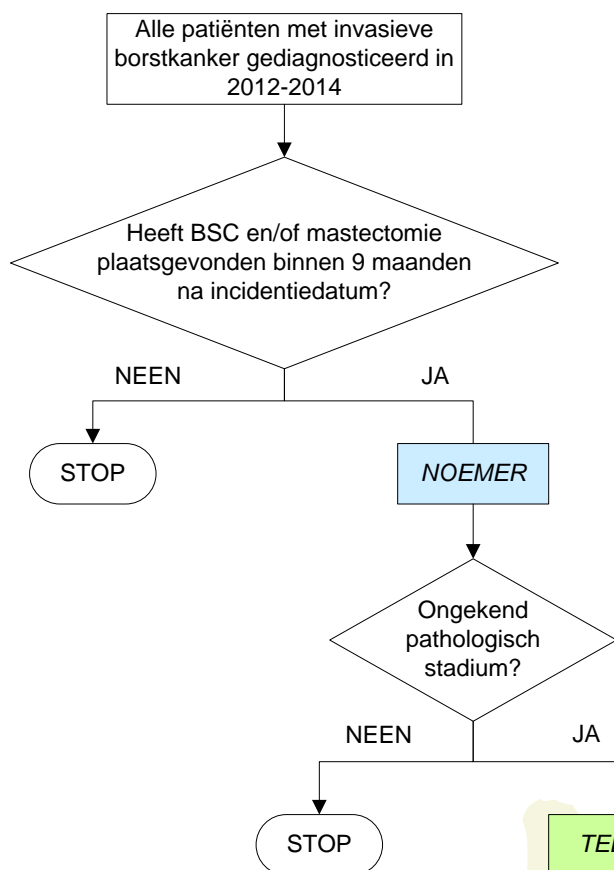 Alle patiënten met invasieve
borstkanker gediagnosticeerd in
2012-2014
Heeft BSC en/of mastectomie
plaatsgevonden binnen 9 maanden
na incidentiedatum?
NEEN
JA
STOP
NOEMER
Ongekend
pathologisch
stadium?
NEEN
JA
STOP